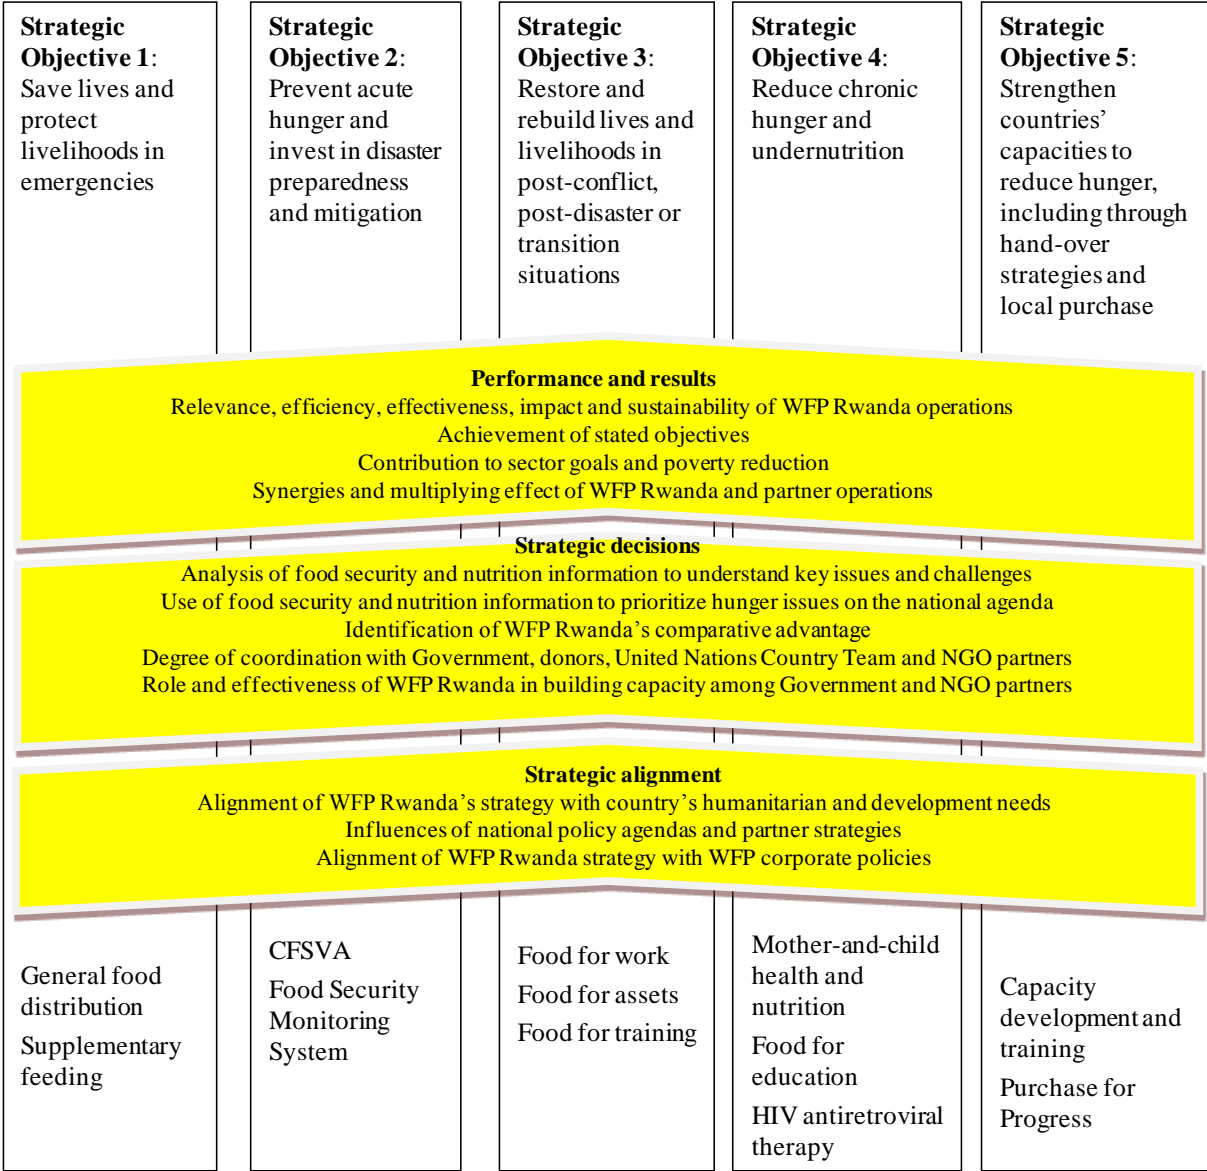 Strategic
Objective 1:
Save lives and
protect
livelihoods in
emergencies
Strategic
Objective 2:
Prevent acute
hunger and
invest in disaster
preparedness
and mitigation
Strategic
Objective 3:
Restore and
rebuild lives and
livelihoods in
post-conflict,
post-disaster or
transition
situations
Strategic
Objective 4:
Reduce chronic
hunger and
undernutrition
Strategic
Objective 5:
Strengthen
countries’
capacities to
reduce hunger,
including through
hand-over
strategies and
local purchase
Performance and results
Relevance, efficiency, effectiveness, impact and sustainability of WFP Rwanda operations
Achievement of stated objectives
Contribution to sector goals and poverty reduction
Synergies and multiplying effect of WFP Rwanda and partner operations
Strategic decisions
Analysis of food security and nutrition information to understand key issues and challenges
Use of food security and nutrition information to prioritize hunger issues on the national agenda
Identification of WFP Rwanda’s comparative advantage
Degree of coordination with Government, donors, United Nations Country Team and NGO partners
Role and effectiveness of WFP Rwanda in building capacity among Government and NGO partners
Strategic alignment
Alignment of WFP Rwanda’s strategy with country’s humanitarian and development needs
Influences of national policy agendas and partner strategies
Alignment of WFP Rwanda strategy with WFP corporate policies
General food
distribution
Supplementary
feeding
CFSVA
Food Security
Monitoring
System
Food for work
Food for assets
Food for training
Mother-and-child
health and
nutrition
Food for
education
HIV antiretroviral
therapy
Capacity
development and
training
Purchase for
Progress